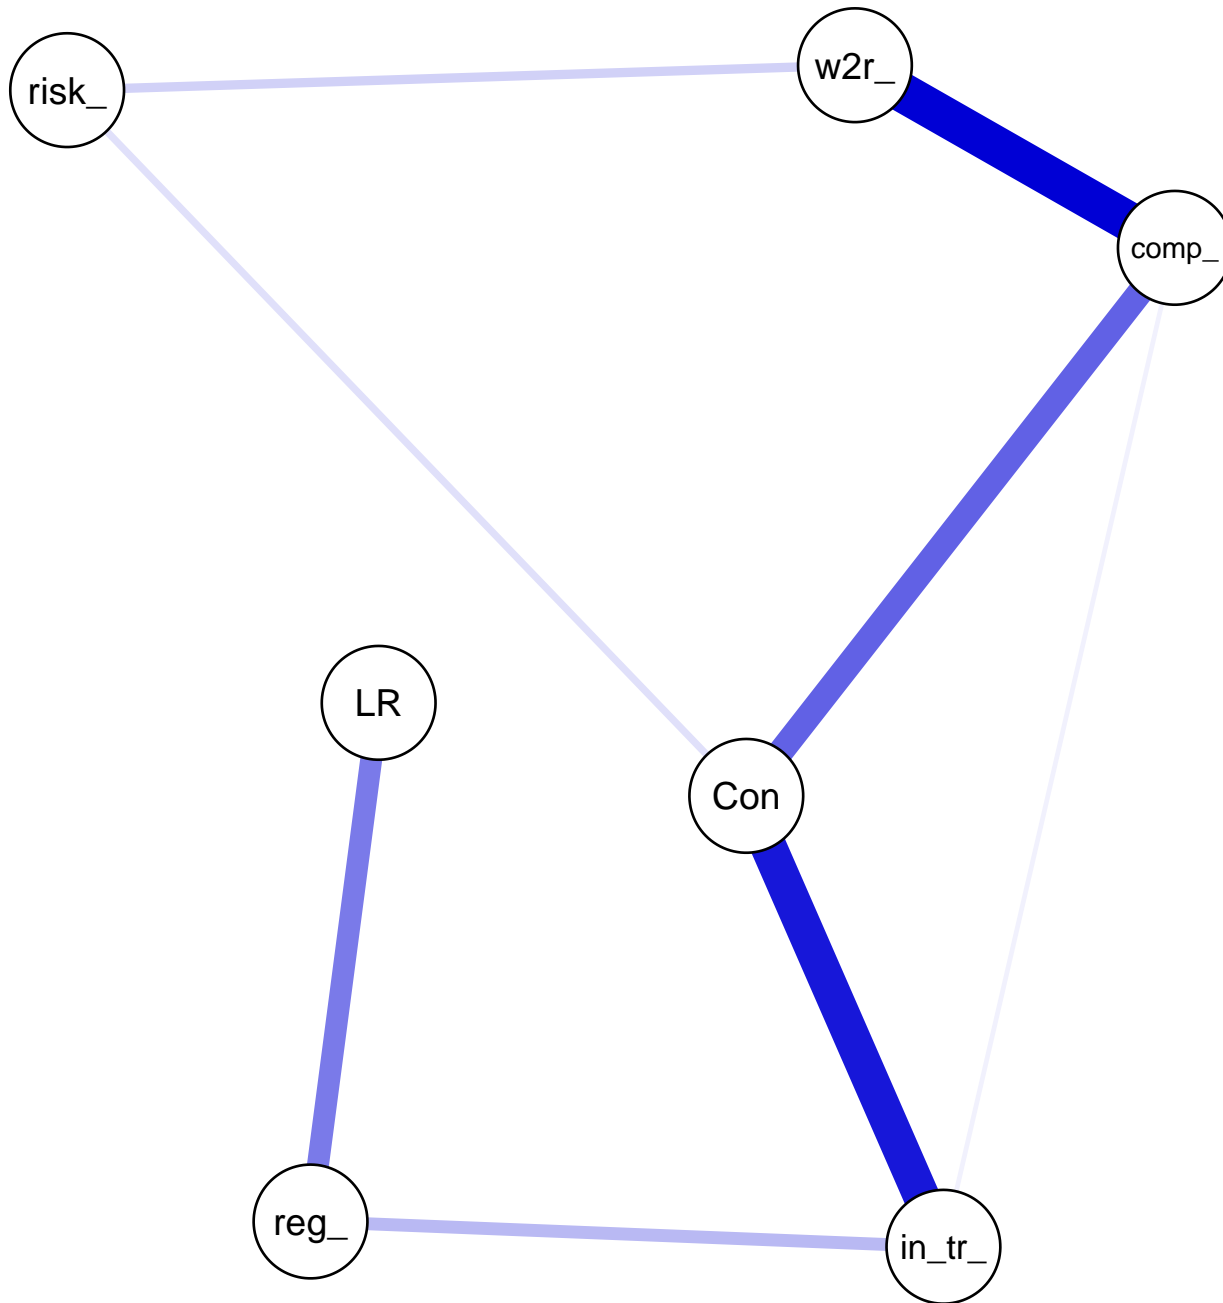 risk_
w2r_
comp_
LR
Con
reg_
in_tr_